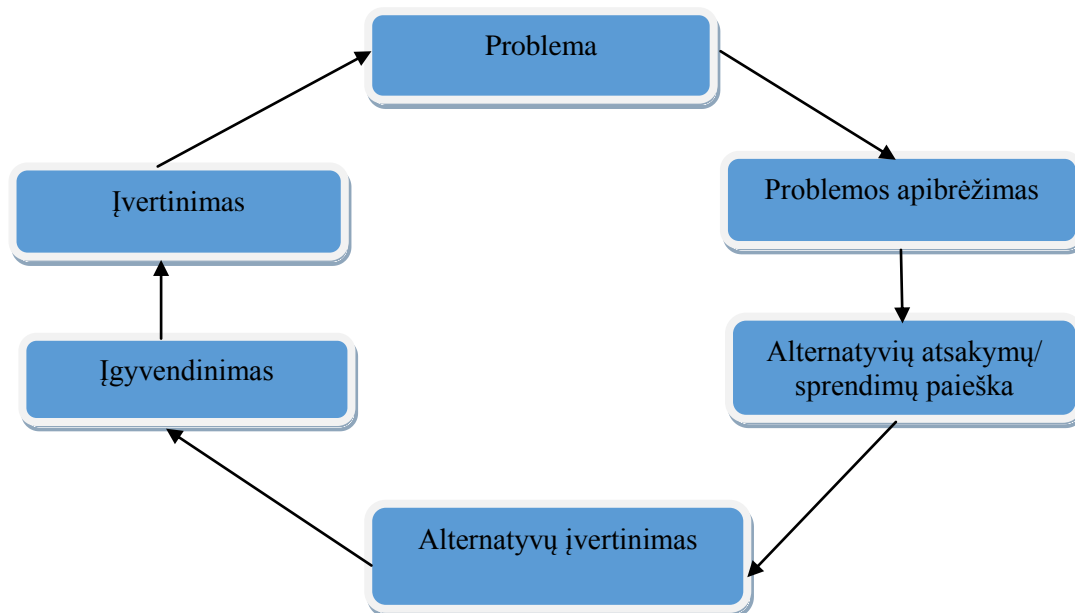 Problema
Problemos apibrėžimas
Alternatyvių atsakymų/
sprendimų paieška
Alternatyvų įvertinimas
Įgyvendinimas
Įvertinimas